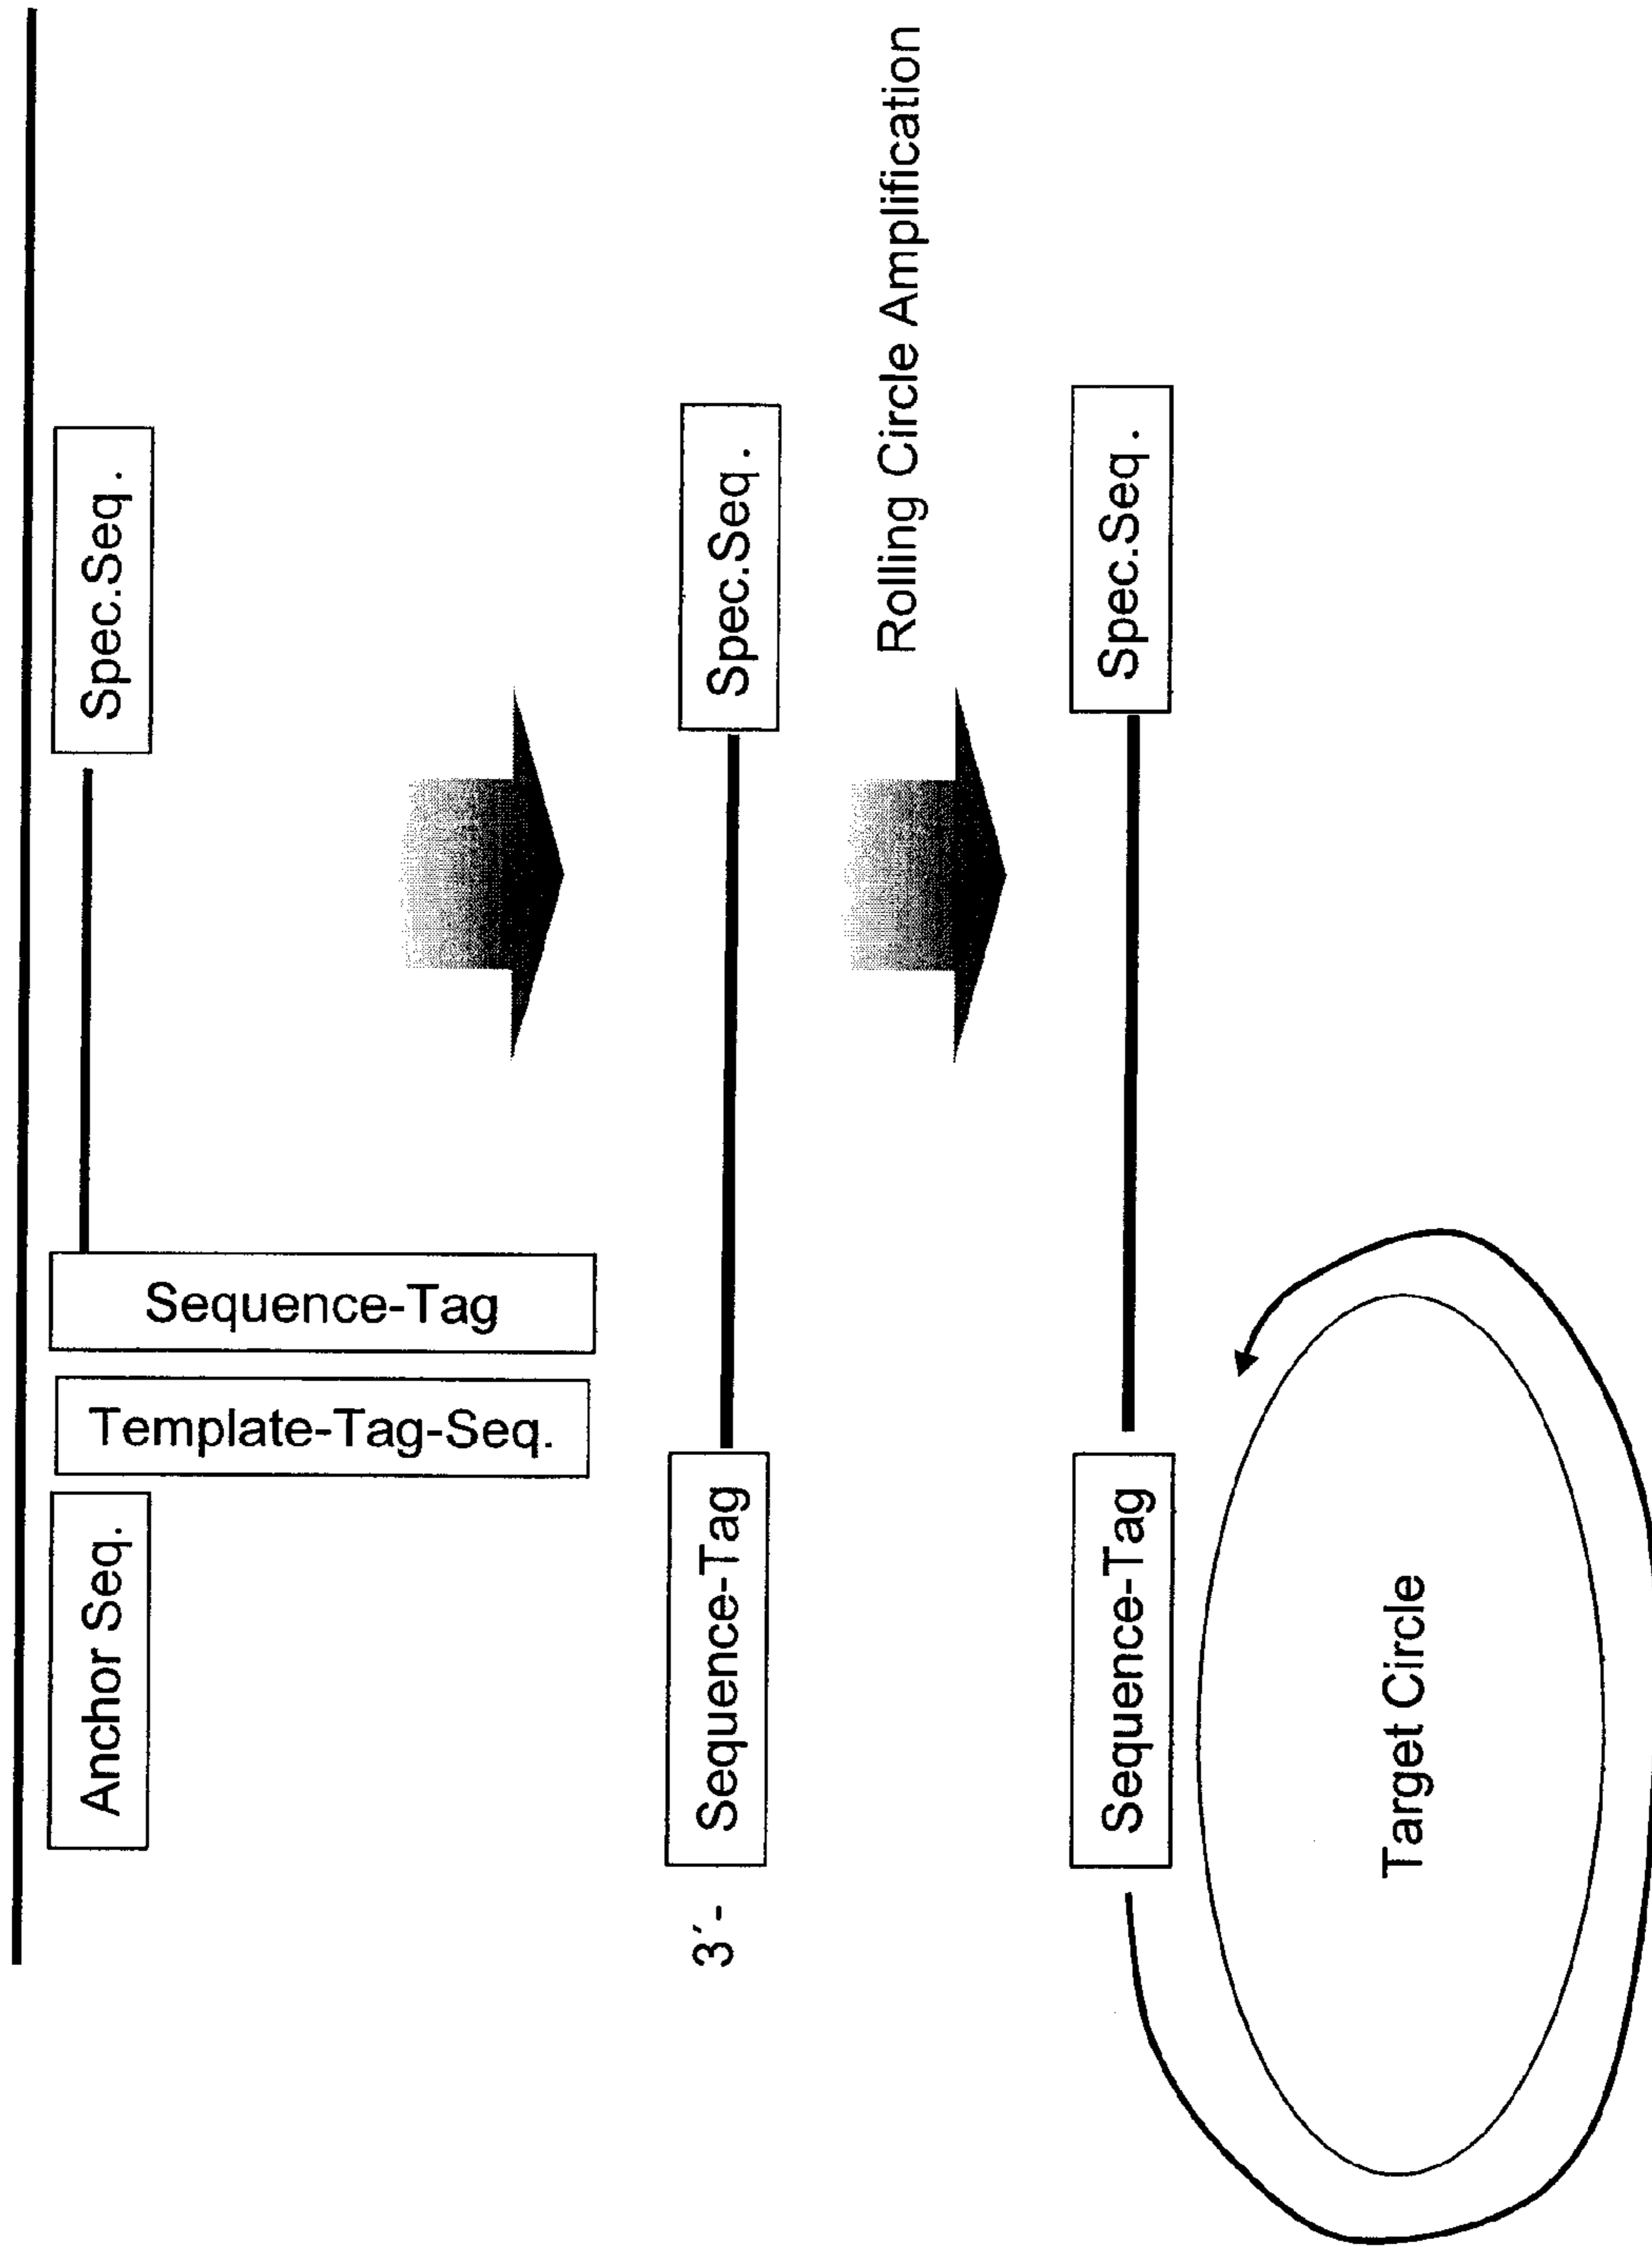 Anchor Seq.
Template-Tag-Seq.
Sequence-Tag
Spec.Seq.
3´-
Sequence-Tag
Spec.Seq.
Rolling Circle Amplification
Sequence-Tag
Spec.Seq.
Target Circle